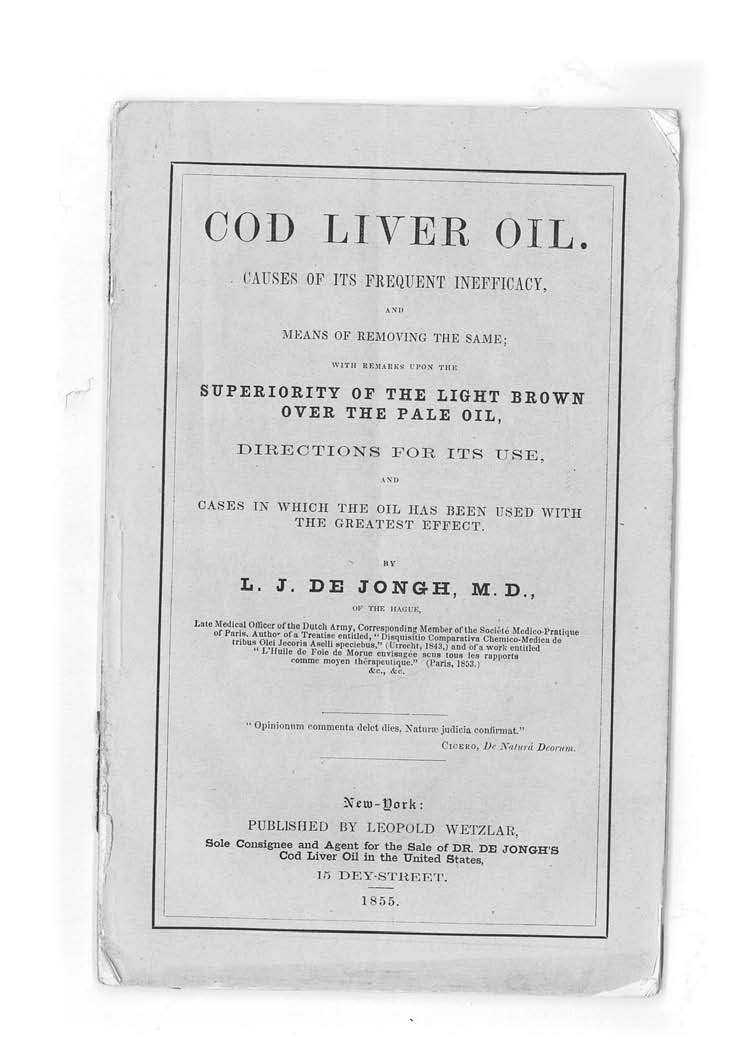 COD LIVER OIL.
CAUSES OF ITS FREQUENT INEFFICACY,
AND
MEANS OF REMOVING THE SAME;
WITH REMARKS UPON THE
SUPERIORITY OF THE LIGHT BROWN
OVER THE PALE OIL,
DIRECTIONS FOR ITS USE,
AND
CASES IN WHICH THE OIL HAS BEEN USED WITH
THE GREATEST EFFECT.
BY
L. J. DE JONGH, M. D.,
OF THE HAGUE,
Late Medical Officer of the Dutch Army, Corresponding Member of the Société Medico-Pratique
of Paris, Author of a Treatise entitled, "Disquisitio Comparativa Chemico-Medica de
tribus Olei Jecoris Aselli speciebus," (Utrecht, 1843,) and of a work entitled
"L'Huile de Foie de Morue envisagée sous tous les rapports
comme moyen thérapeutique." (Paris, 1853.)
&c., &c.
"Opinionum commenta delet dies, Naturæ judicia confirmat."
CICERO, De Naturâ Deorum.
New-York:
PUBLISHED BY LEOPOLD WETZLAR,
Sole Consignee and Agent for the Sale of DR. DE JONGH'S
Cod Liver Oil in the United States,
15 DEY-STREET.
1855.